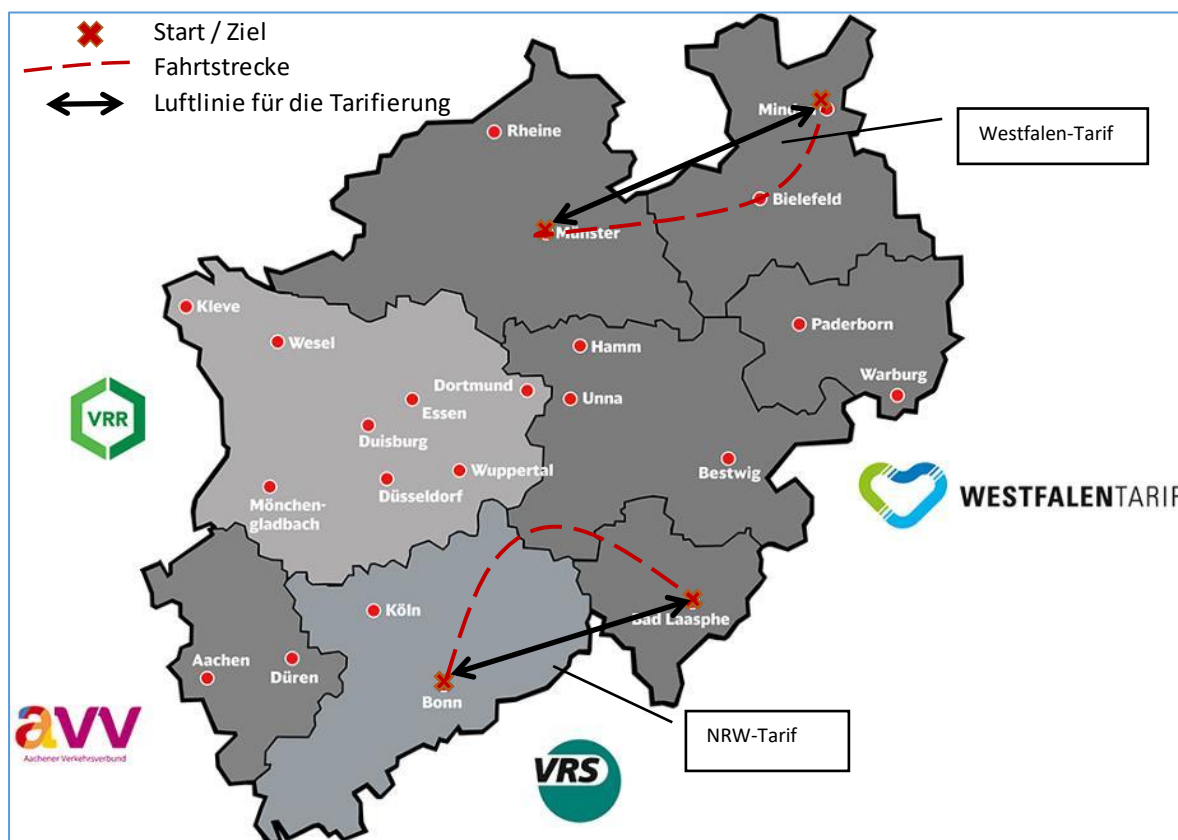 Start / Ziel
Fahrtstrecke
Luftlinie für die Tarifierung
Rheine
Minden
Westfalen-Tarif
Bielefeld
Münster
Kleve
Wesel
Paderborn
Hamm
Warburg
Dortmund
Unna
Essen
VRR
Duisburg
Wuppertal
Bestwig
Düsseldorf
Mönchen-
gladbach
WESTFALENTARIF
Köln
Bad Laasphe
Aachen
Düren
Bonn
avv
Aachener Verkehrsverbund
NRW-Tarif
VRS